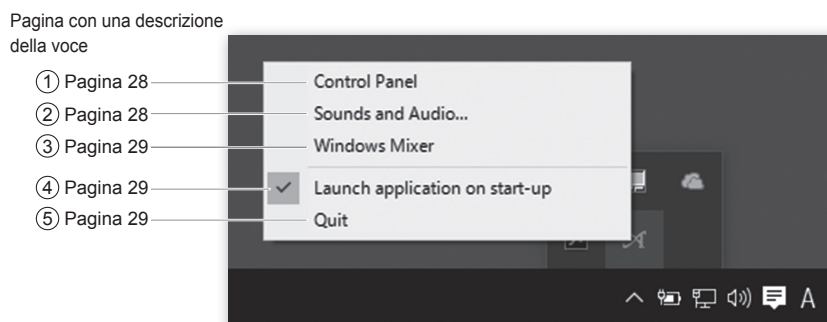 Pagina con una descrizione
della voce
① Pagina 28
Control Panel
② Pagina 28
Sounds and Audio...
③ Pagina 29
Windows Mixer
④ Pagina 29
Launch application on start-up
⑤ Pagina 29
Quit
A